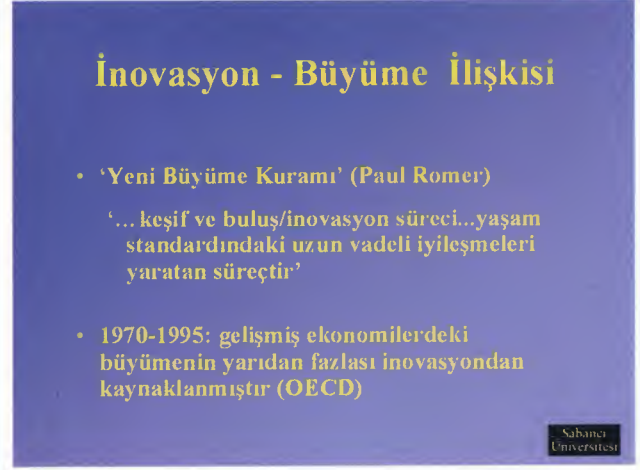 İnovasyon - Büyüme İlişkisi
• 'Yeni Büyüme Kuramı' (Paul Romer)
'... keşif ve buluş/inovasyon süreci...yaşam
standardındaki uzun vadeli iyileşmeleri
yaratan süreçtir'
• 1970-1995: gelişmiş ekonomilerdeki
büyümenin yarıdan fazlası inovasyondan
kaynaklanmıştır (OECD)
Sabancı
Üniversitesi